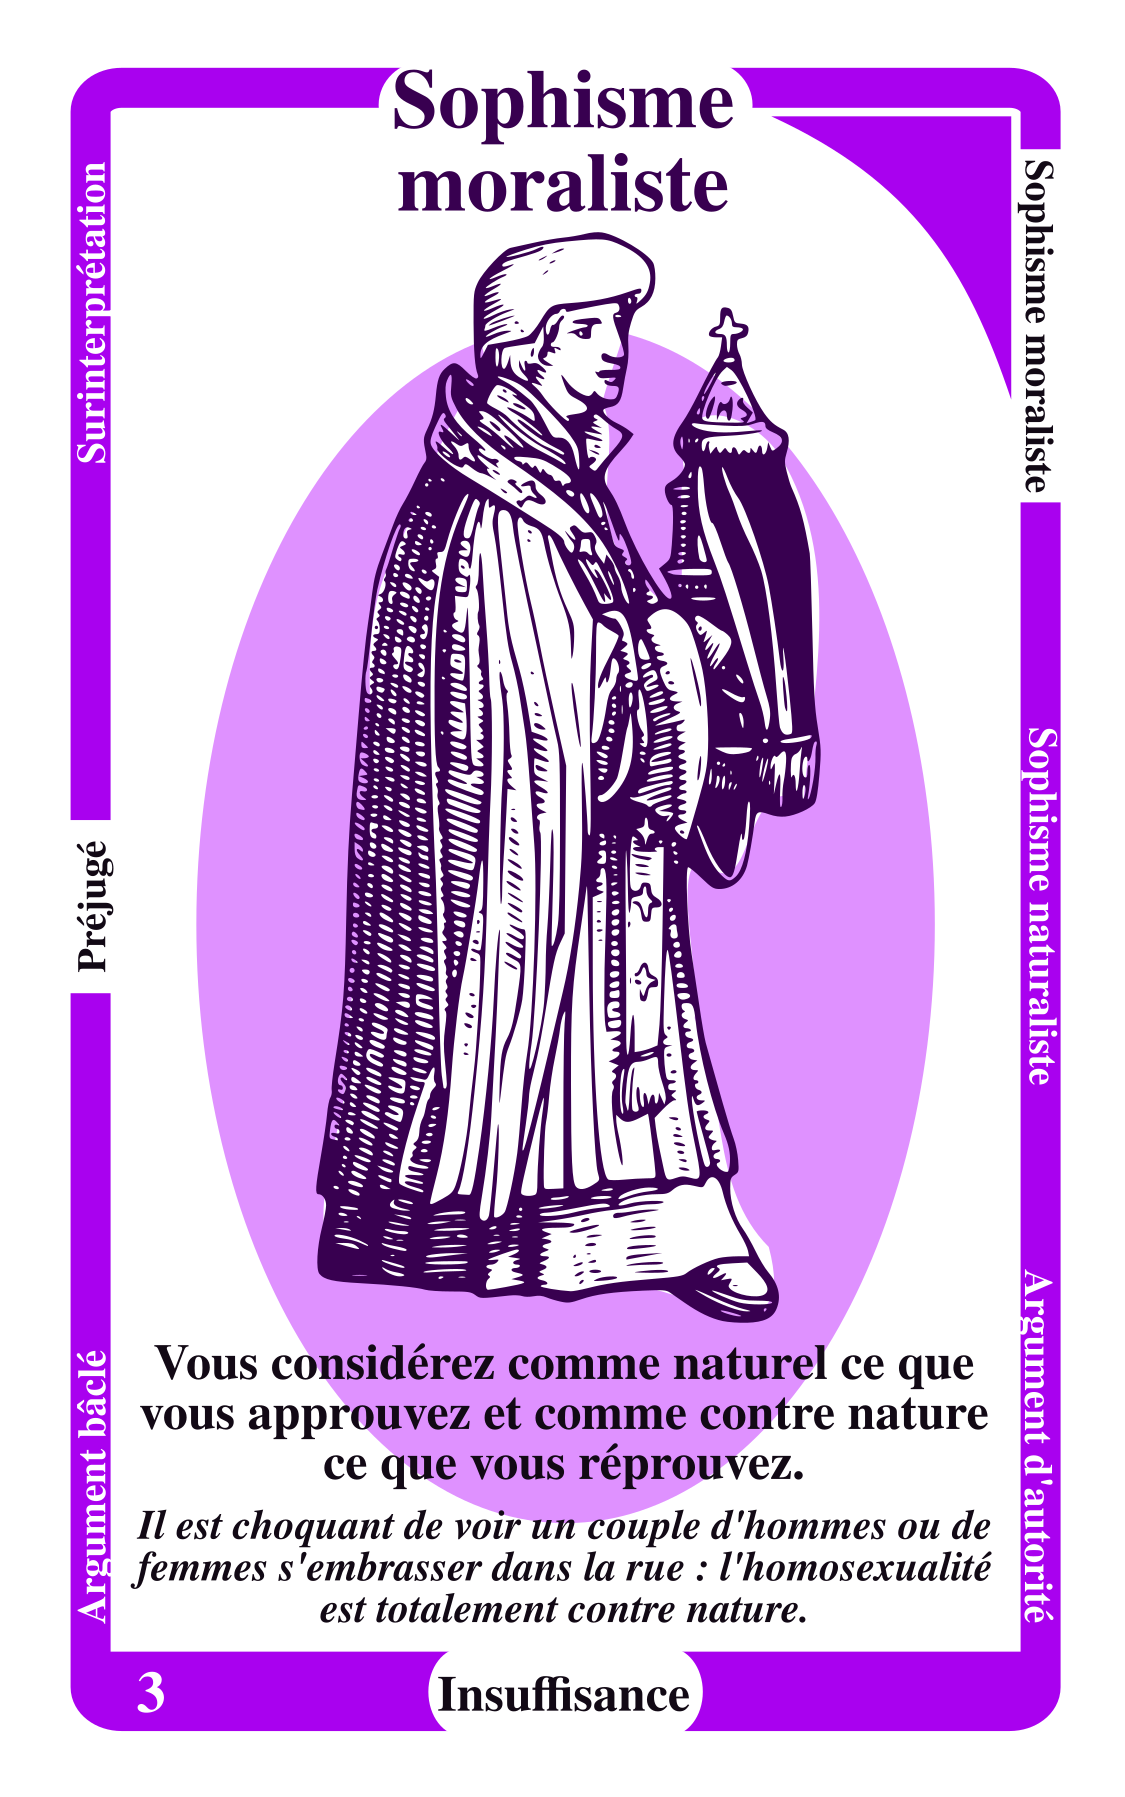 Sophisme
moraliste
Surinterprétation
Préjugé
Argument bâclé
Sophisme moraliste
Sophisme naturaliste
Argument d'autorité
IHS
Vous considérez comme naturel ce que
vous approuvez et comme contre nature
ce que vous réprouvez.
Il est choquant de voir un couple d'hommes ou de
femmes s'embrasser dans la rue : l'homosexualité
est totalement contre nature.
3
Insuffisance